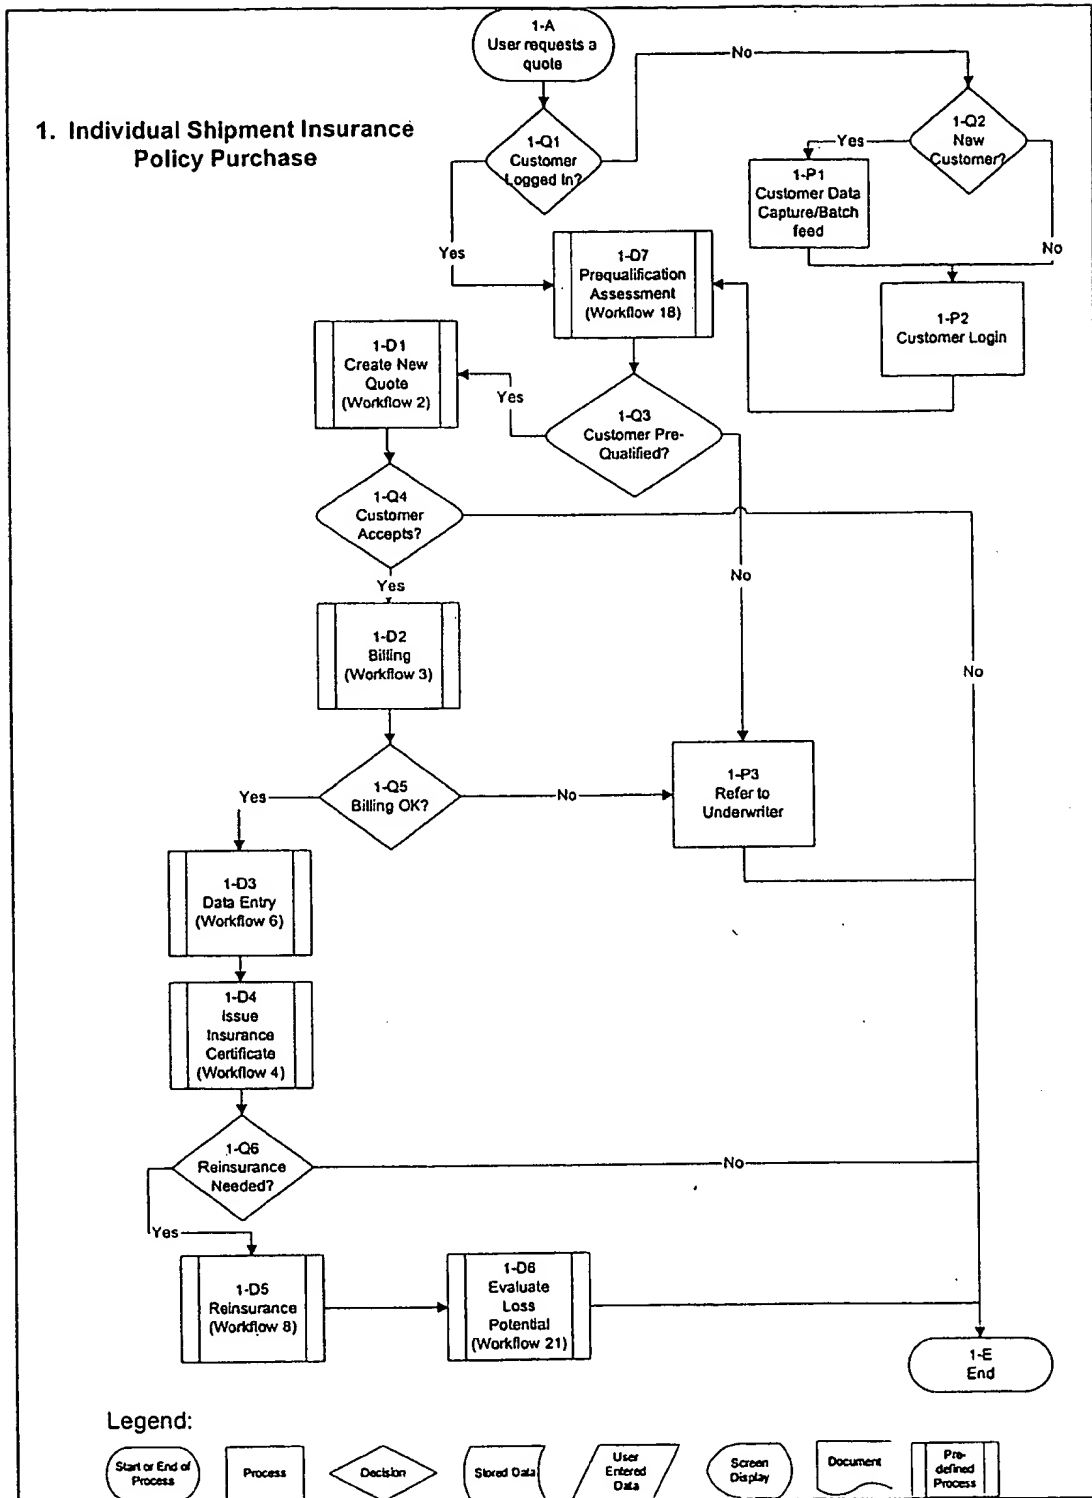 1-A
User requests a
quote
No
1. Individual Shipment Insurance
Policy Purchase
1-Q1
Customer
Logged In?
1-Q2
New
Customer?
Yes
1-P1
Customer Data
Capture/Batch
feed
No
Yes
1-D7
Prequalification
Assessment
(Workflow 18)
1-P2
Customer Login
1-D1
Create New
Quote
(Workflow 2)
Yes
1-Q3
Customer Pre-
Qualified?
1-Q4
Customer
Accepts?
No
Yes
1-D2
Billing
(Workflow 3)
No
1-Q5
Billing OK?
Yes
No
1-P3
Refer to
Underwriter
1-D3
Data Entry
(Workflow 6)
1-D4
Issue
Insurance
Certificate
(Workflow 4)
1-Q6
Reinsurance
Needed?
No
Yes
1-D5
Reinsurance
(Workflow 8)
1-D6
Evaluate
Loss
Potential
(Workflow 21)
1-E
End
Legend:
Start or End of
Process
Process
Decision
Stored Data
User
Entered
Data
Screen
Display
Document
Pre-
defined
Process